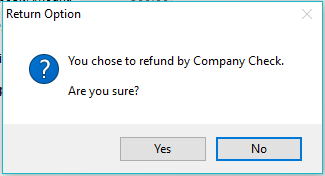 Return Option
You chose to refund by Company Check.
Are you sure?
Yes
No